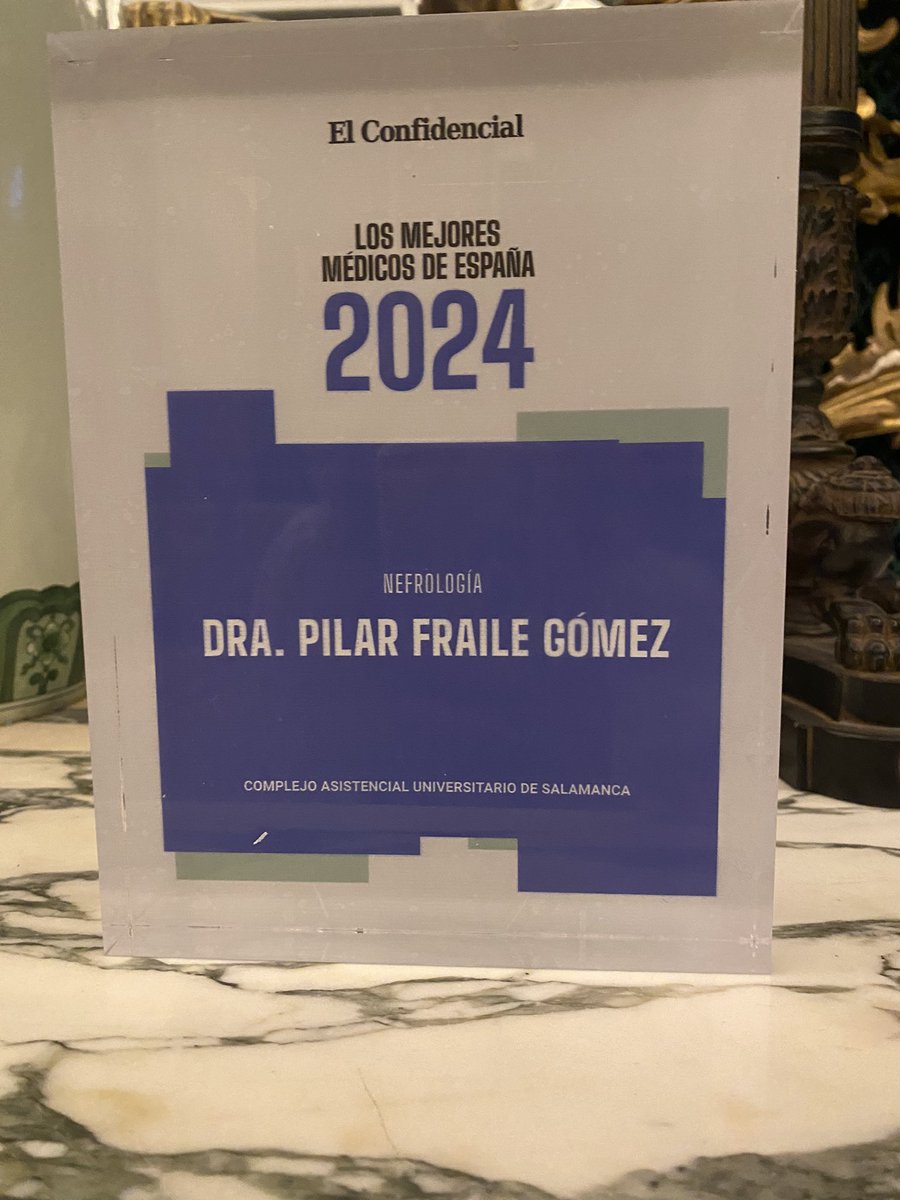 El Confidencial
LOS MEJORES
MÉDICOS DE ESPAÑA
2024
NEFROLOGÍA
DRA. PILAR FRAILE GÓMEZ
COMPLEJO ASISTENCIAL UNIVERSITARIO DE SALAMANCA